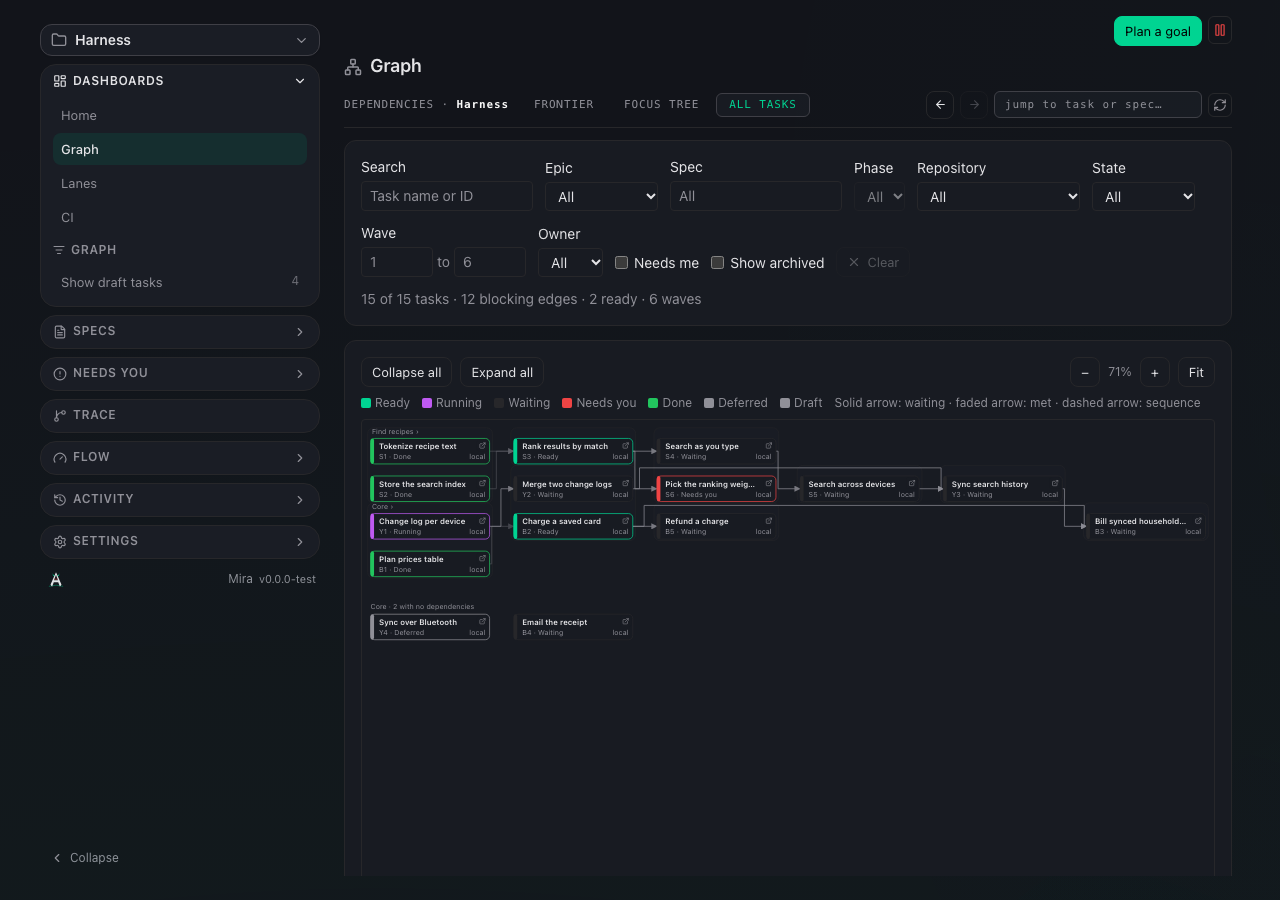 Harness
Plan a goal
DASHBOARDS
Home
Graph
Lanes
CI
GRAPH
Show draft tasks 4
SPECS
NEEDS YOU
TRACE
FLOW
ACTIVITY
SETTINGS
Mira v0.0.0-test
Collapse
Graph
DEPENDENCIES · Harness FRONTIER FOCUS TREE ALL TASKS
jump to task or spec…
Search Epic Spec Phase Repository State
Task name or ID All All All All All
Wave Owner
1 to 6 All Needs me Show archived Clear
15 of 15 tasks · 12 blocking edges · 2 ready · 6 waves
Collapse all Expand all − 71% + Fit
Ready Running Waiting Needs you Done Deferred Draft Solid arrow: waiting · faded arrow: met · dashed arrow: sequence
Find recipes ›
Tokenize recipe text Rank results by match Search as you type
S1 · Done local S3 · Ready local S4 · Waiting local
Store the search index Merge two change logs Pick the ranking weig... Search across devices Sync search history
S2 · Done local Y2 · Waiting local S6 · Needs you local S5 · Waiting local Y3 · Waiting local
Core ›
Change log per device Charge a saved card Refund a charge Bill synced household...
Y1 · Running local B2 · Ready local B5 · Waiting local B3 · Waiting local
Plan prices table
B1 · Done local
Core · 2 with no dependencies
Sync over Bluetooth Email the receipt
Y4 · Deferred local B4 · Waiting local